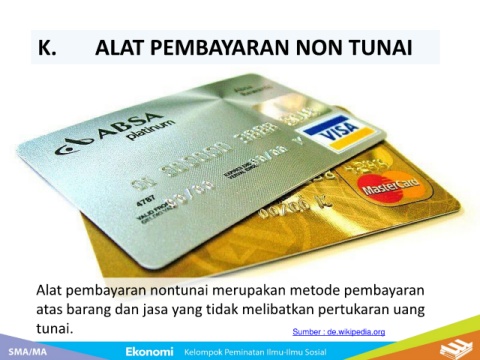 K. ALAT PEMBAYARAN NON TUNAI
ABSA
platinum
VISA
4787
MasterCard
Alat pembayaran nontunai merupakan metode pembayaran
atas barang dan jasa yang tidak melibatkan pertukaran uang
tunai.
Sumber : de.wikipedia.org
SMA/MA
Ekonomi Kelompok Peminatan Ilmu-Ilmu Sosial